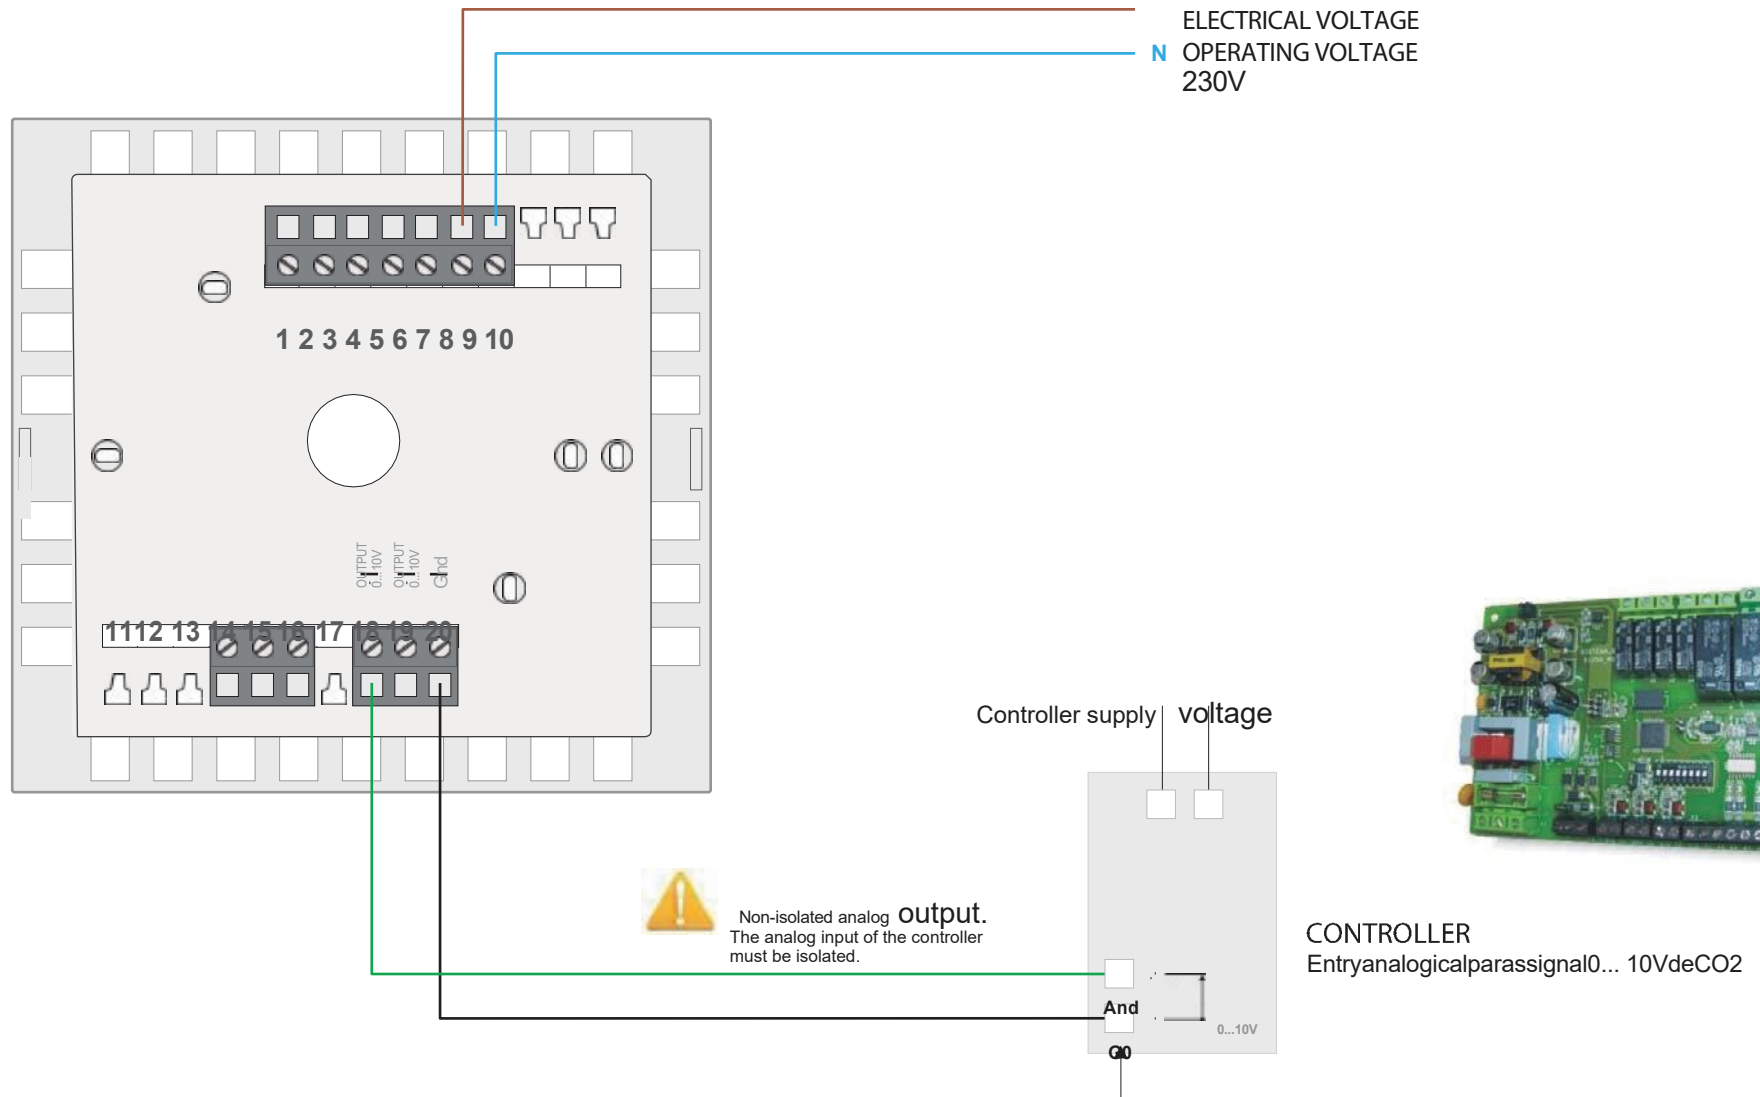 ELECTRICAL VOLTAGE
N OPERATING VOLTAGE
230V
1 2 3 4 5 6 7 8 9 10
OUTPUT
0...10V
OUTPUT
0...10V
Gnd
11 12 13 14 15 16 17 18 19 20
Controller supply voltage
Non-isolated analog output.
The analog input of the controller
must be isolated.
CONTROLLER
Entryanalogicalparassignal0... 10VdeCO2
And
0...10V